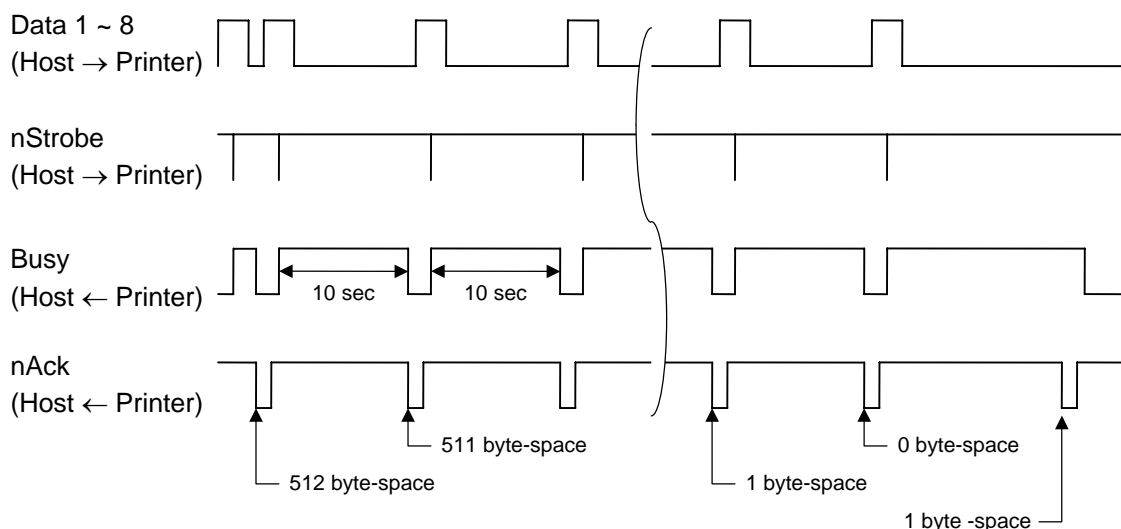 Data 1 ~ 8
(Host → Printer)
nStrobe
(Host → Printer)
Busy
(Host ← Printer)
10 sec
10 sec
nAck
(Host ← Printer)
511 byte-space
0 byte-space
512 byte-space
1 byte-space
1 byte -space